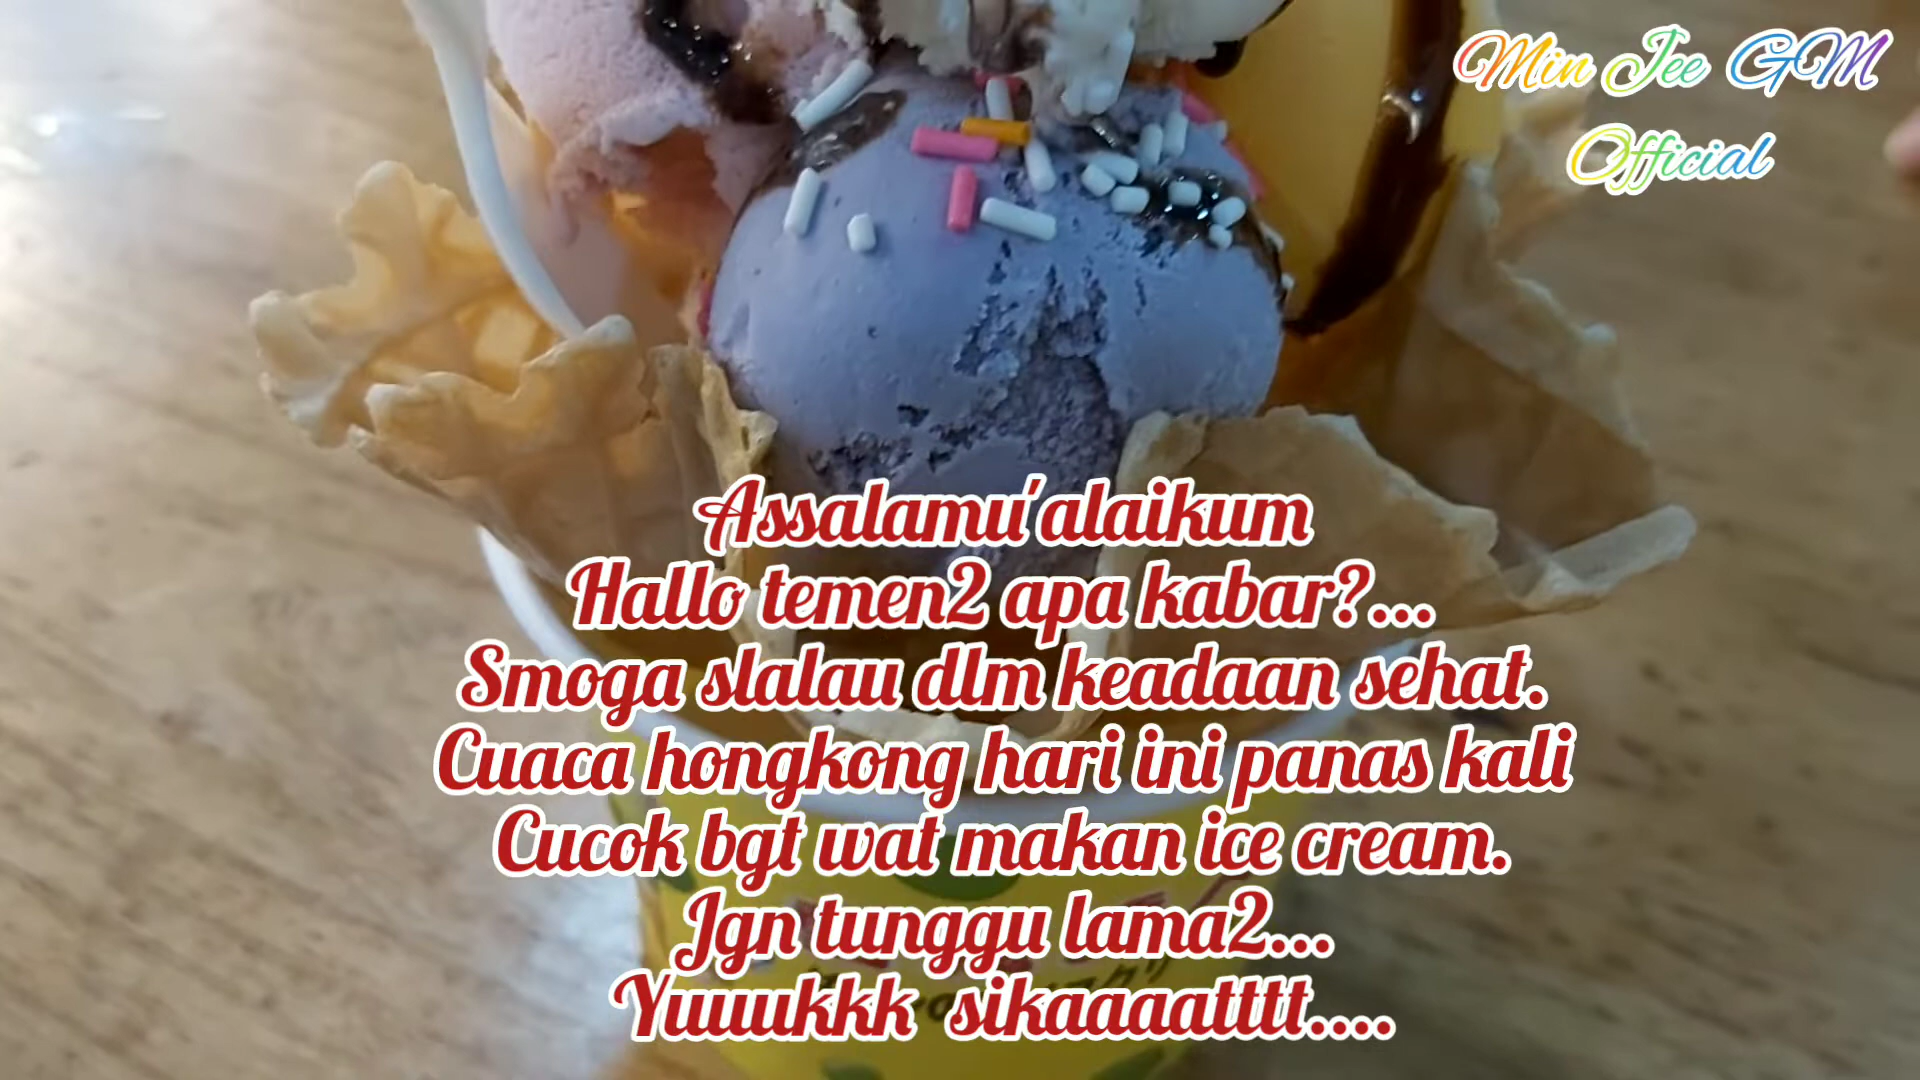 Min Jee GM
Official
Assalamu'alaikum
Hallo temen2 apa kabar?...
Smoga slalau dlm keadaan sehat.
Cuaca hongkong hari ini panas kali
Cucok bgt wat makan ice cream.
Jgn tunggu lama2...
Yuuukkk sikaaaatttt....